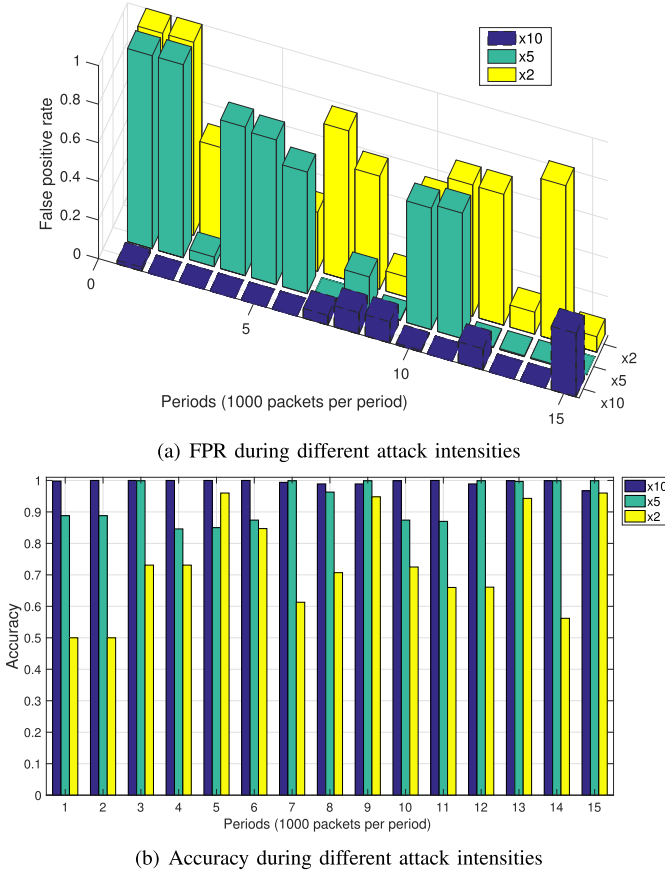 x10
x5
x2
1
0.8
0.6
0.4
0.2
0
False positive rate
0
5
10
15
x2
x5
x10
Periods (1000 packets per period)
(a) FPR during different attack intensities
1
0.9
0.8
0.7
0.6
0.5
0.4
0.3
0.2
0.1
0
Accuracy
x10
x5
x2
1 2 3 4 5 6 7 8 9 10 11 12 13 14 15
Periods (1000 packets per period)
(b) Accuracy during different attack intensities